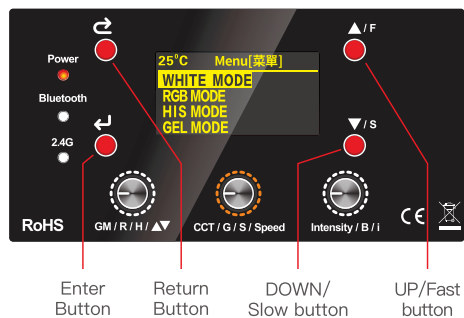 ▲/F
Power
25°C Menu[菜單]
WHITE MODE
RGB MODE
HIS MODE
GEL MODE
Bluetooth
▼/S
2.4G
RoHS
GM / R / H / ▲▼
CCT / G / S / Speed
Intensity / B / i
CE
Enter
Button
Return
Button
DOWN/
Slow button
UP/Fast
button